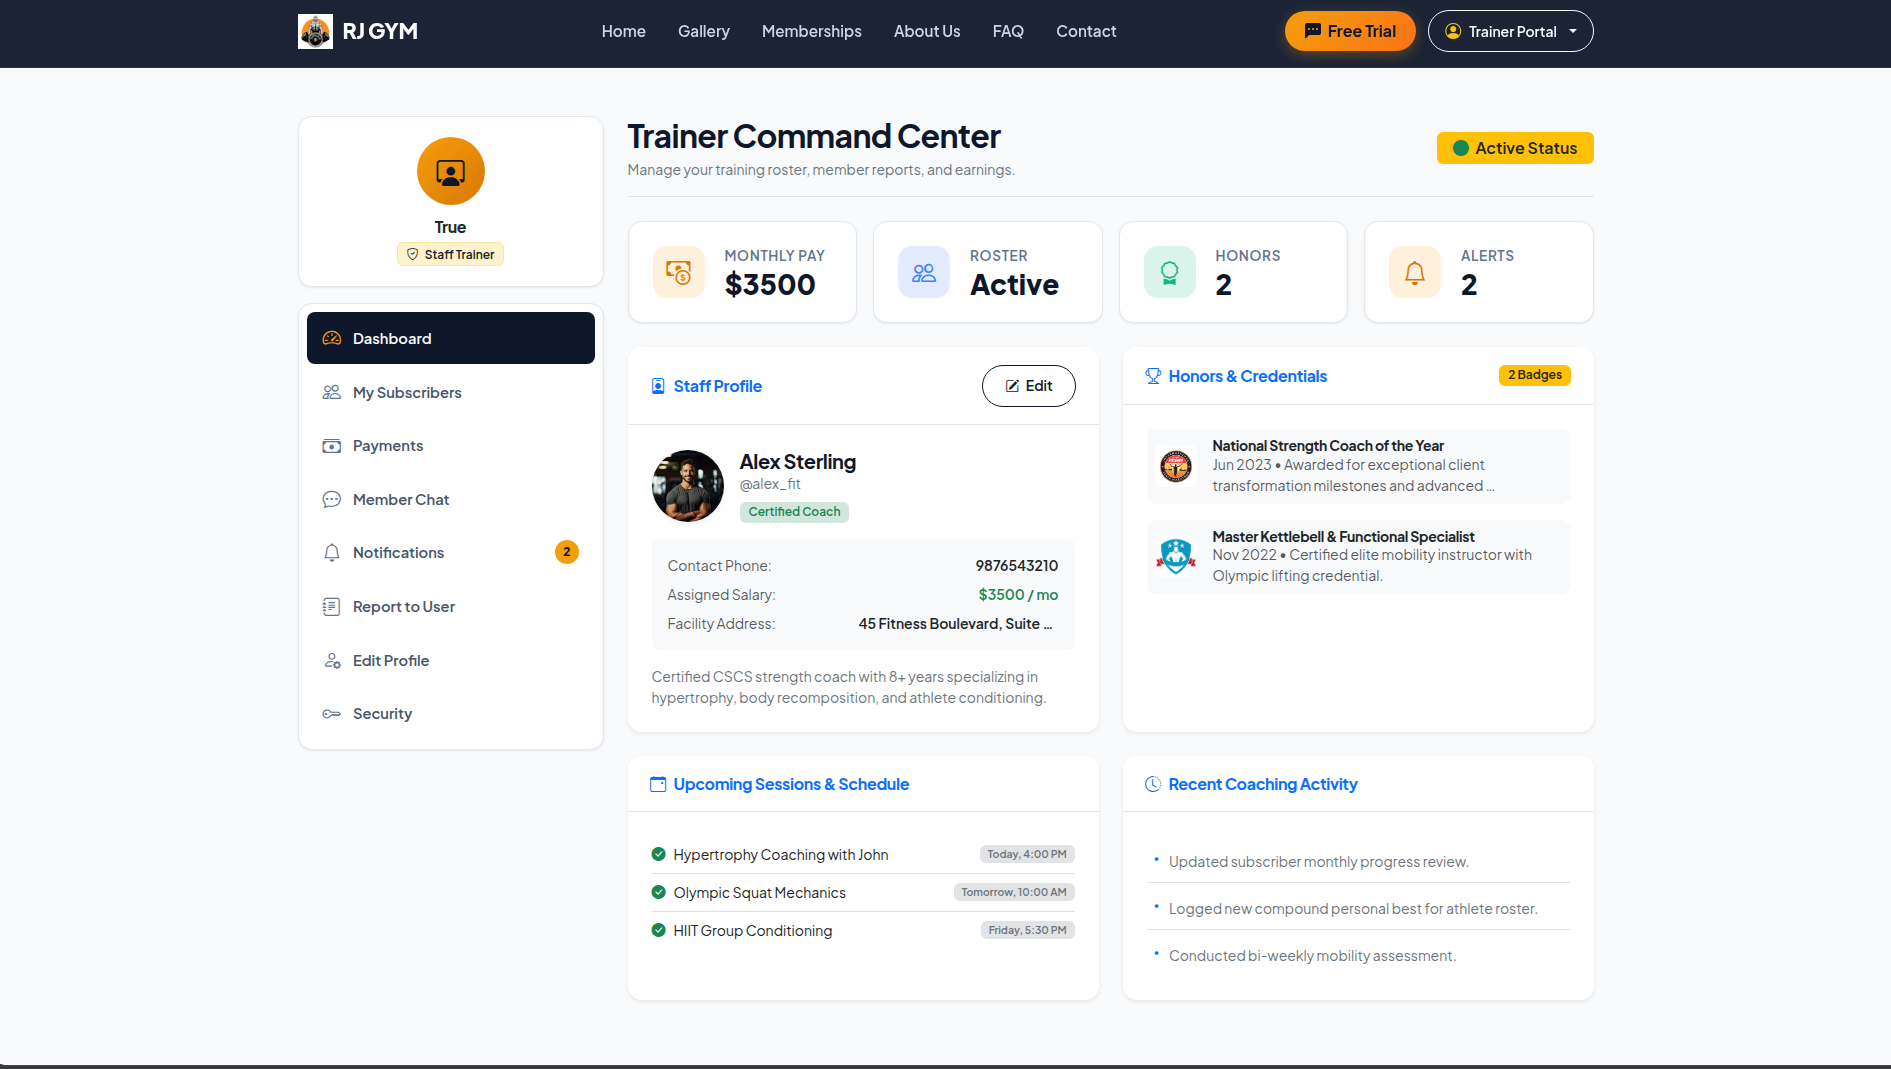 RJ GYM
Home
Gallery
Memberships
About Us
FAQ
Contact
Free Trial
Trainer Portal
True
Staff Trainer
Dashboard
My Subscribers
Payments
Member Chat
Notifications
2
Report to User
Edit Profile
Security
Trainer Command Center
Manage your training roster, member reports, and earnings.
Active Status
MONTHLY PAY
$3500
ROSTER
Active
HONORS
2
ALERTS
2
Staff Profile
Edit
Alex Sterling
@alex_fit
Certified Coach
Contact Phone:
9876543210
Assigned Salary:
$3500 / mo
Facility Address:
45 Fitness Boulevard, Suite ...
Certified CSCS strength coach with 8+ years specializing in
hypertrophy, body recomposition, and athlete conditioning.
Honors & Credentials
2 Badges
National Strength Coach of the Year
Jun 2023 • Awarded for exceptional client
transformation milestones and advanced ...
Master Kettlebell & Functional Specialist
Nov 2022 • Certified elite mobility instructor with
Olympic lifting credential.
Upcoming Sessions & Schedule
Hypertrophy Coaching with John
Today, 4:00 PM
Olympic Squat Mechanics
Tomorrow, 10:00 AM
HIIT Group Conditioning
Friday, 5:30 PM
Recent Coaching Activity
• Updated subscriber monthly progress review.
• Logged new compound personal best for athlete roster.
• Conducted bi-weekly mobility assessment.